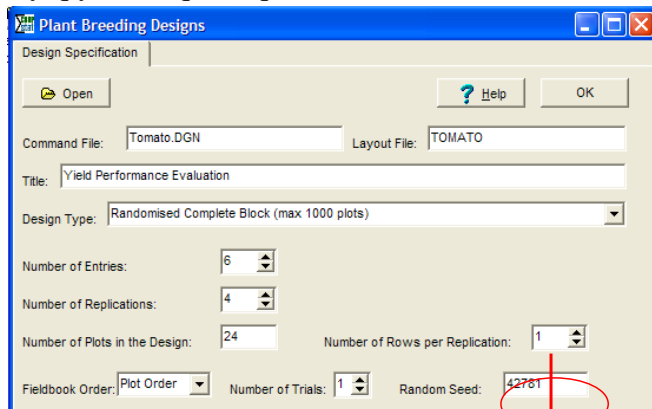 Plant Breeding Designs
Design Specification
Open Help OK
Command File: Tomato.DGN Layout File: TOMATO
Title: Yield Performance Evaluation
Design Type: Randomised Complete Block (max 1000 plots)
Number of Entries: 6
Number of Replications: 4
Number of Plots in the Design: 24 Number of Rows per Replication: 1
Fieldbook Order: Plot Order Number of Trials: 1 Random Seed: 42781